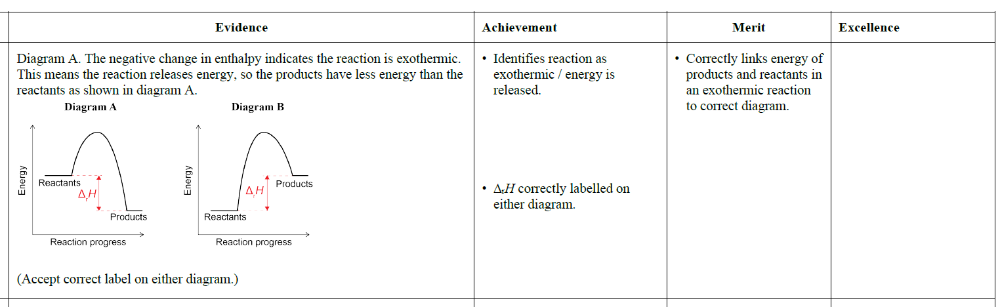 Evidence
Achievement
Merit
Excellence
Diagram A. The negative change in enthalpy indicates the reaction is exothermic.
This means the reaction releases energy, so the products have less energy than the
reactants as shown in diagram A.
Diagram A
Energy
Reactants
ΔrH
Products
Reaction progress
Diagram B
Energy
Products
ΔrH
Reactants
Reaction progress
(Accept correct label on either diagram.)
• Identifies reaction as
exothermic / energy is
released.
• ΔrH correctly labelled on
either diagram.
• Correctly links energy of
products and reactants in
an exothermic reaction
to correct diagram.